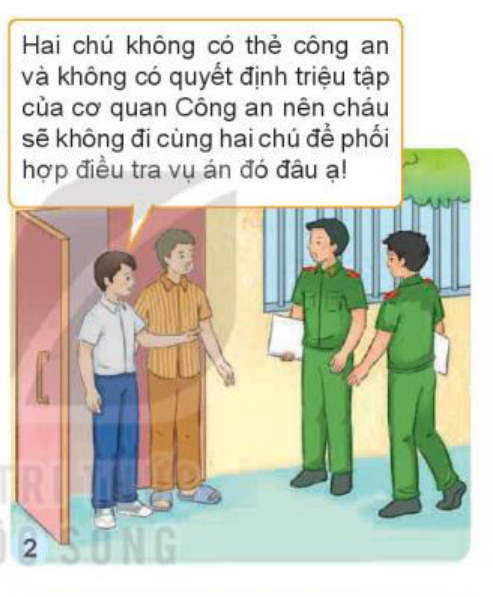 Hai chú không có thẻ công an
và không có quyết định triệu tập
của cơ quan Công an nên cháu
sẽ không đi cùng hai chú để phối
hợp điều tra vụ án đó đâu ạ!
2
SỐNG